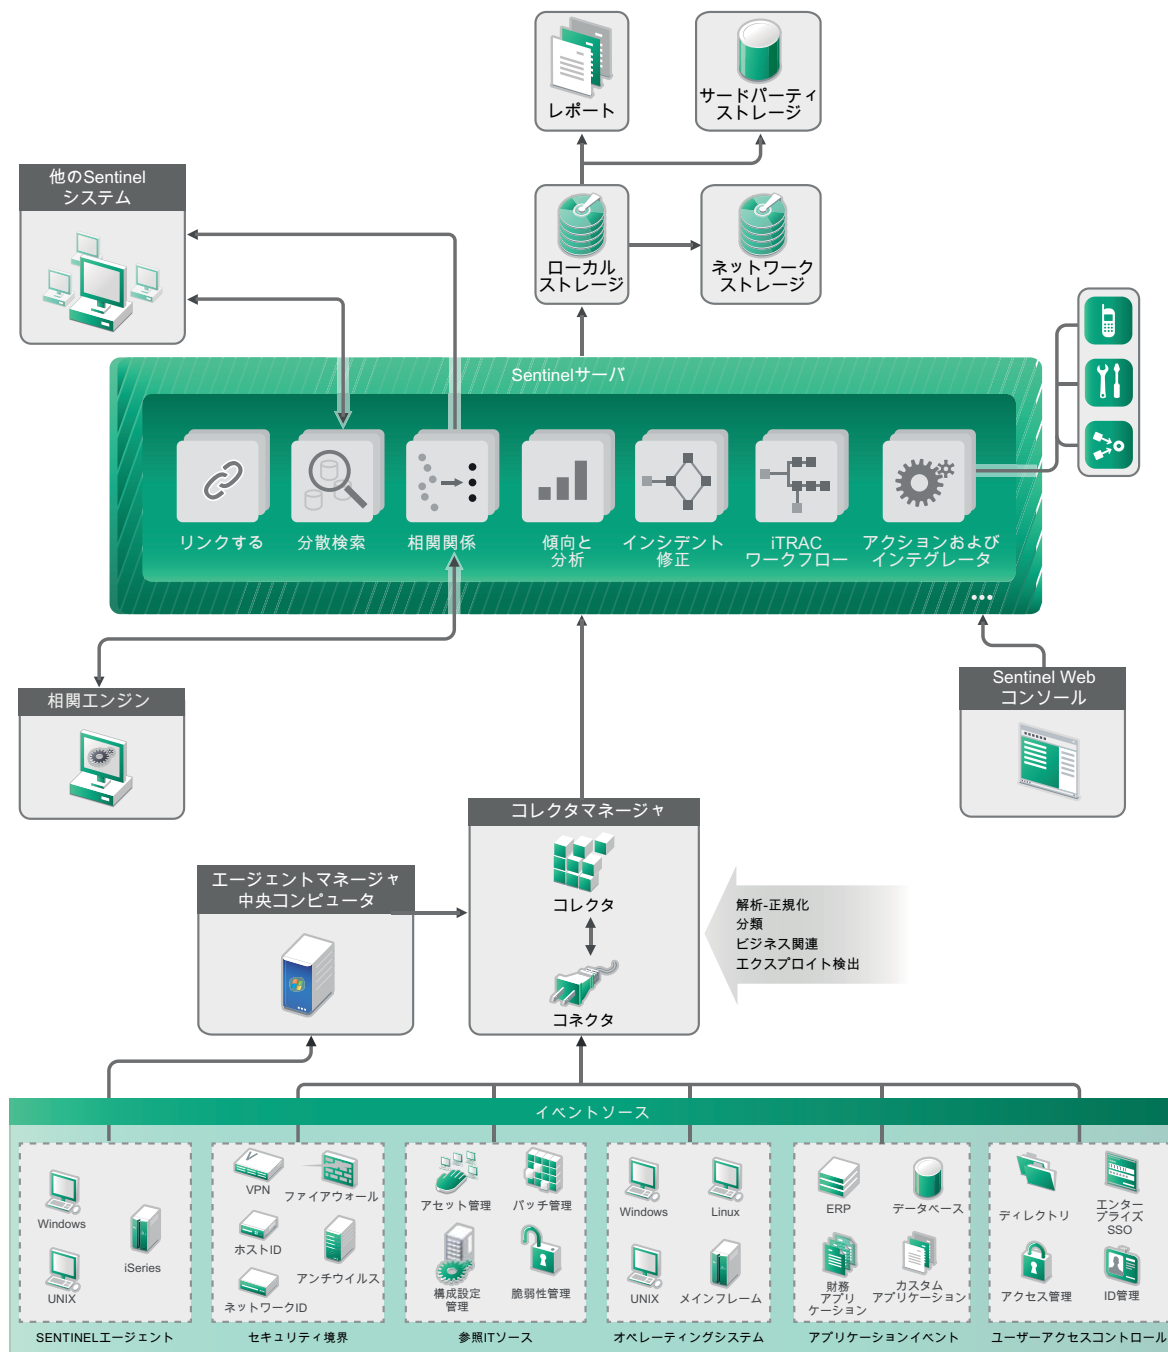 レポート
サードパーティ
ストレージ
他のSentinel
システム
ローカル
ストレージ
ネットワーク
ストレージ
Sentinelサーバ
リンクする
分散検索
相関関係
傾向と
分析
インシデント
修正
iTRAC
ワークフロー
アクションおよび
インテグレータ
相関エンジン
Sentinel Web
コンソール
コレクタマネージャ
エージェントマネージャ
中央コンピュータ
コレクタ
コネクタ
解析-正規化
分類
ビジネス関連
エクスプロイト検出
イベントソース
Windows
iSeries
UNIX
SENTINELエージェント
VPN
ファイアウォール
ホストID
アンチウイルス
ネットワークID
セキュリティ境界
アセット管理
パッチ管理
構成設定
管理
脆弱性管理
参照ITソース
Windows
Linux
UNIX
メインフレーム
オペレーティングシステム
ERP
データベース
財務
アプリ
ケーション
カスタム
アプリケーション
アプリケーションイベント
ディレクトリ
エンター
プライズ
SSO
アクセス管理
ID管理
ユーザーアクセスコントロール